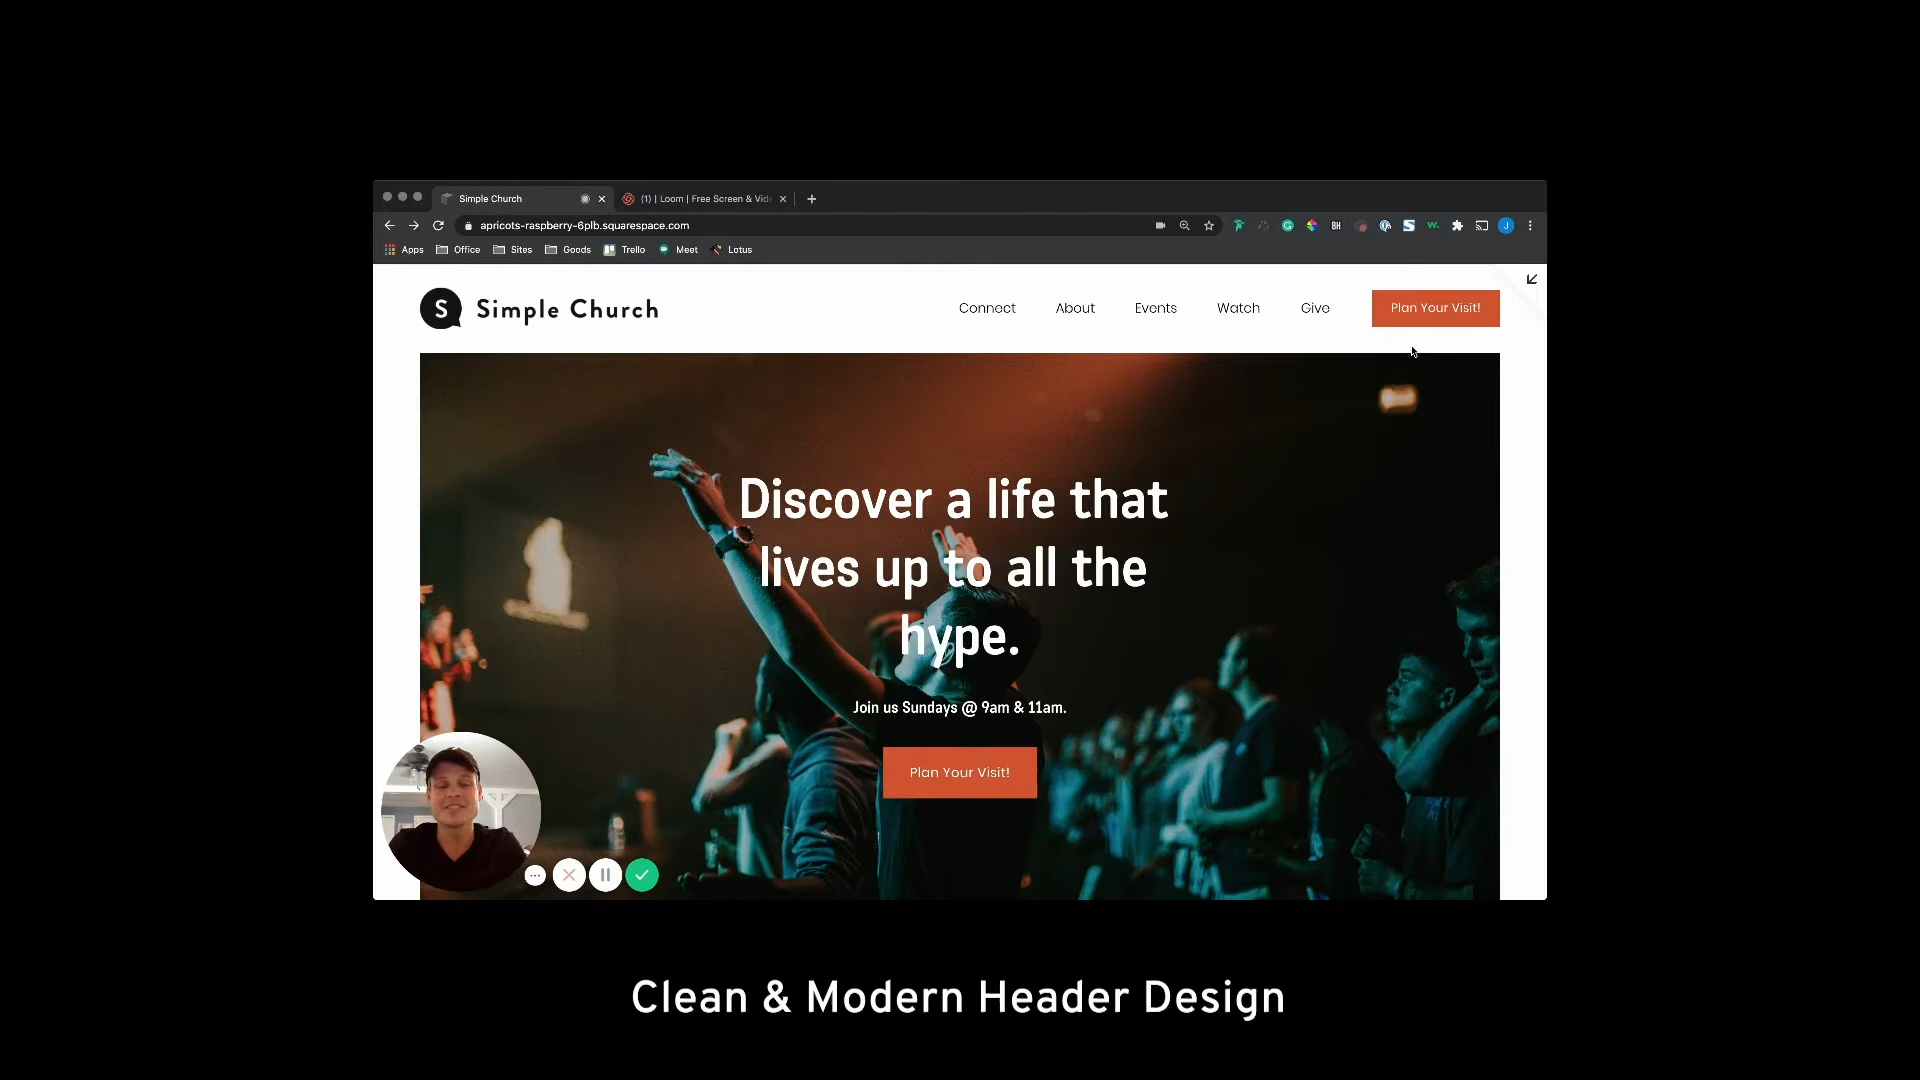 Simple Church
(1) | Loom | Free Screen & Vide
apricots-raspberry-6plb.squarespace.com
BH
S
w.
J
Apps
Office
Sites
Goods
Trello
Meet
Lotus
S
Simple Church
Connect
About
Events
Watch
Give
Plan Your Visit!
Discover a life that
lives up to all the
hype.
Join us Sundays @ 9am & 11am.
Plan Your Visit!
Clean & Modern Header Design